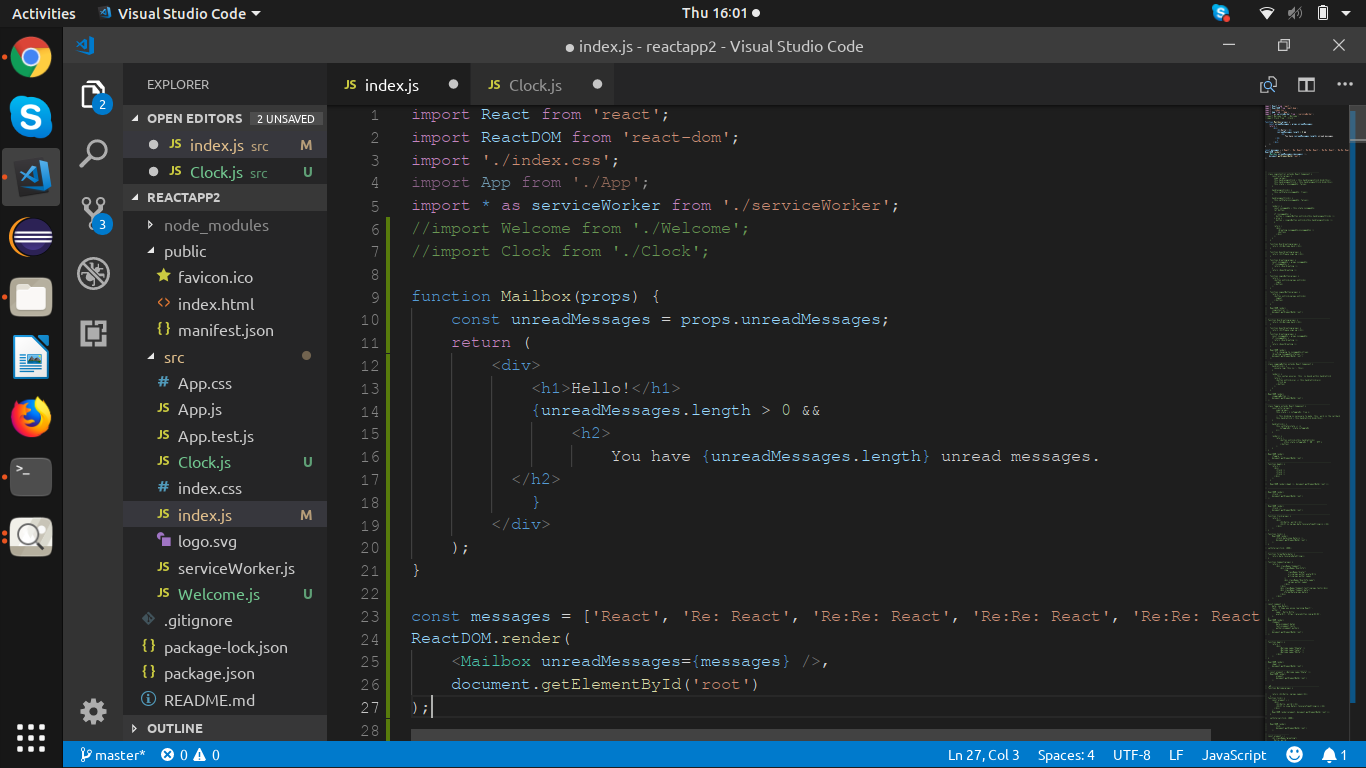 Activities Visual Studio Code Thu 16:01
index.js - reactapp2 - Visual Studio Code
EXPLORER
OPEN EDITORS 2 UNSAVED
JS index.js src M
JS Clock.js src U
REACTAPP2
node_modules
public
favicon.ico
<> index.html
{} manifest.json
src
# App.css
JS App.js
JS App.test.js
JS Clock.js U
# index.css
JS index.js M
logo.svg
JS serviceWorker.js
JS Welcome.js U
.gitignore
{} package-lock.json
{} package.json
README.md
OUTLINE
2
3
JS index.js
JS Clock.js
1 import React from 'react';
2 import ReactDOM from 'react-dom';
3 import './index.css';
4 import App from './App';
5 import * as serviceWorker from './serviceWorker';
6 //import Welcome from './Welcome';
7 //import Clock from './Clock';
8
9 function Mailbox(props) {
10 const unreadMessages = props.unreadMessages;
11 return (
12 <div>
13 <h1>Hello!</h1>
14 {unreadMessages.length > 0 &&
15 <h2>
16 You have {unreadMessages.length} unread messages.
17 </h2>
18 }
19 </div>
20 );
21 }
22
23 const messages = ['React', 'Re: React', 'Re:Re: React', 'Re:Re: React', 'Re:Re: React
24 ReactDOM.render(
25 <Mailbox unreadMessages={messages} />,
26 document.getElementById('root')
27 );
28
master* 0 0 Ln 27, Col 3 Spaces: 4 UTF-8 LF JavaScript 1